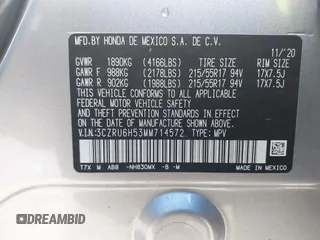 MFD.BY HONDA DE MEXICO S.A. DE C.V.
11/'20
GVWR 1890KG (4166LBS) TIRE SIZE RIM SIZE
GAWR F 988KG (2178LBS) 215/55R17 94V 17X7.5J
GAWR R 902KG (1988LBS) 215/55R17 94V 17X7.5J
THIS VEHICLE CONFORMS TO ALL APPLICABLE FEDERAL
MOTOR VEHICLE SAFETY, BUMPER, AND
THEFT PREVENTION STANDARDS IN EFFECT ON THE
DATE OF MANUFACTURE SHOWN ABOVE.
V.I.N:3CZRU6H53MM714572 TYPE: MPV
T7X M ABB -NH830MX -B -M
MADE IN MEXICO
DREAMBID
DREAMBID